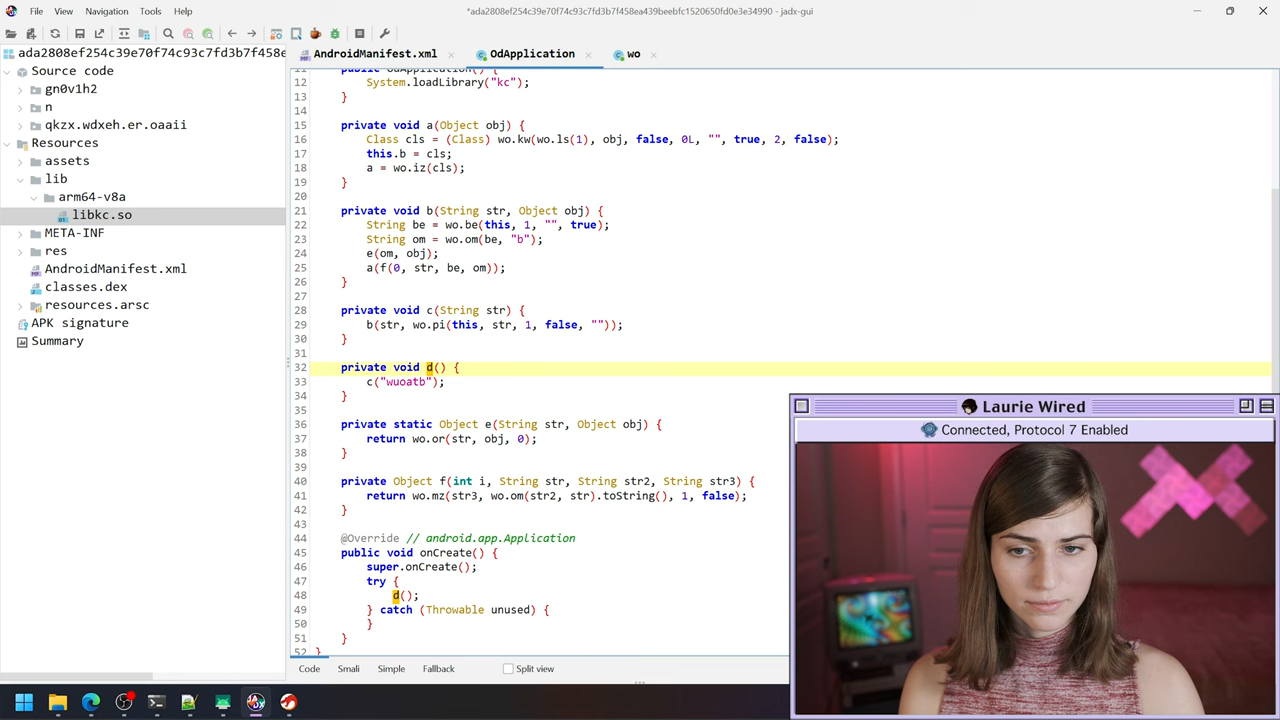 File View Navigation Tools Help
*ada2808ef254c39e70f74c93c7fd3b7f458ea439beebfc1520650fd0e3e34990 - jadx-gui
ada2808ef254c39e70f74c93c7fd3b7f458e
Source code
gn0v1h2
n
qkzx.wdxeh.er.oaaii
Resources
assets
lib
arm64-v8a
libkc.so
META-INF
res
AndroidManifest.xml
classes.dex
resources.arsc
APK signature
Summary
AndroidManifest.xml OdApplication wo
11 public OdApplication() {
12 System.loadLibrary("kc");
13 }
14
15 private void a(Object obj) {
16 Class cls = (Class) wo.kw(wo.ls(1), obj, false, 0L, "", true, 2, false);
17 this.b = cls;
18 a = wo.iz(cls);
19 }
20
21 private void b(String str, Object obj) {
22 String be = wo.be(this, 1, "", true);
23 String om = wo.om(be, "b");
24 e(om, obj);
25 a(f(0, str, be, om));
26 }
27
28 private void c(String str) {
29 b(str, wo.pi(this, str, 1, false, ""));
30 }
31
32 private void d() {
33 c("wuoatb");
34 }
35
36 private static Object e(String str, Object obj) {
37 return wo.or(str, obj, 0);
38 }
39
40 private Object f(int i, String str, String str2, String str3) {
41 return wo.mz(str3, wo.om(str2, str).toString(), 1, false);
42 }
43
44 @Override // android.app.Application
45 public void onCreate() {
46 super.onCreate();
47 try {
48 d();
49 } catch (Throwable unused) {
50 }
51 }
52 }
Code Smali Simple Fallback Split view
Laurie Wired
Connected, Protocol 7 Enabled